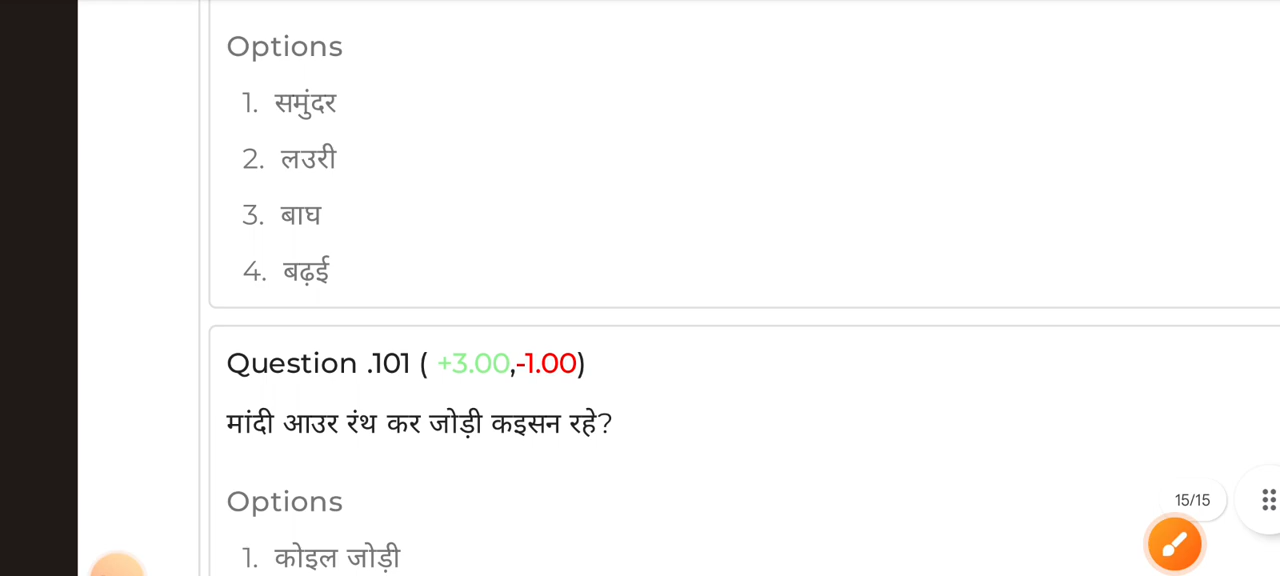 Options
1. समुंदर
2. लउरी
3. बाघ
4. बढ़ई
Question .101 ( +3.00,-1.00)
मांदी आउर रंथ कर जोड़ी कइसन रहे?
Options
15/15
1. कोइल जोड़ी